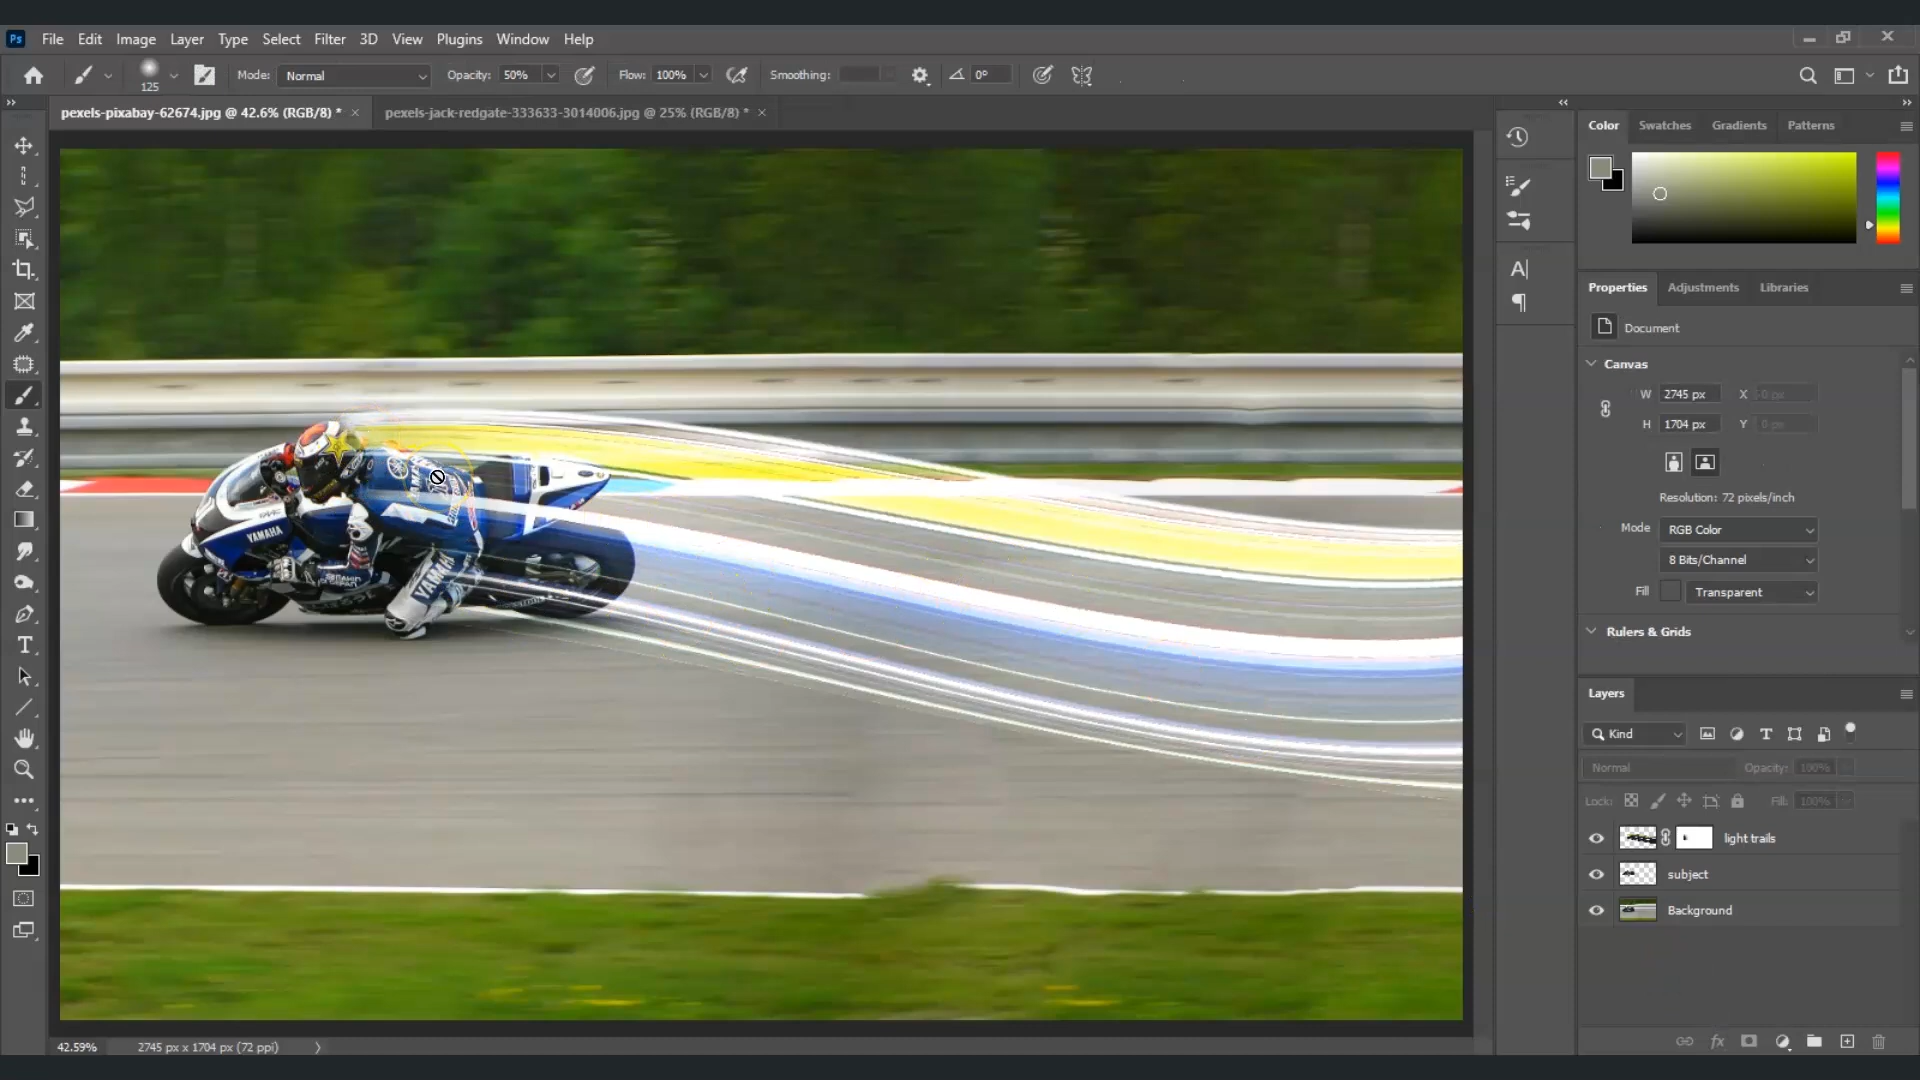 Ps File Edit Image Layer Type Select Filter 3D View Plugins Window Help
125 Mode: Normal Opacity: 50% Flow: 100% Smoothing: 0°
pexels-pixabay-62674.jpg @ 42.6% (RGB/8) * × pexels-jack-redgate-333633-3014006.jpg @ 25% (RGB/8) * ×
Color Swatches Gradients Patterns
Properties Adjustments Libraries
Document
Canvas
W 2745 px X 0 px
H 1704 px Y 0 px
Resolution: 72 pixels/inch
Mode RGB Color
8 Bits/Channel
Fill Transparent
Rulers & Grids
YAMAHA
YAMAHA
Layers
Kind
Normal Opacity: 100%
Lock: Fill: 100%
light trails
subject
Background
42.59% 2745 px x 1704 px (72 ppi)